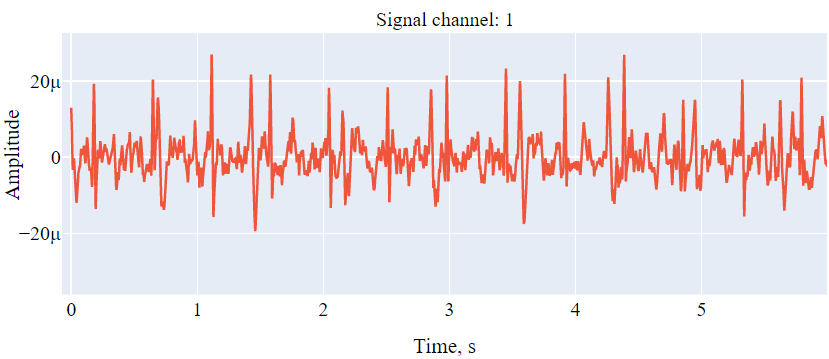 Signal channel: 1
20μ
0
−20μ
Amplitude
0 1 2 3 4 5
Time, s